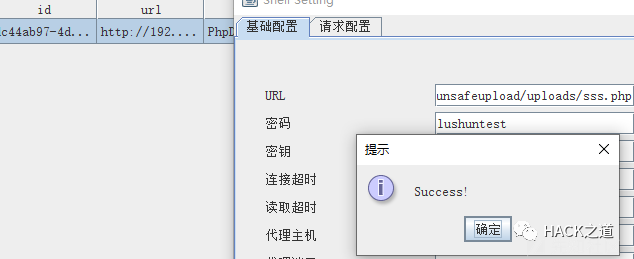 Shell Setting
id url
lc44ab97-4d... http://192.... PhpD
基础配置 请求配置
URL unsafeupload/uploads/sss.php
密码 lushuntest
密钥
连接超时
读取超时
代理主机
提示
Success!
确定
HACK之道